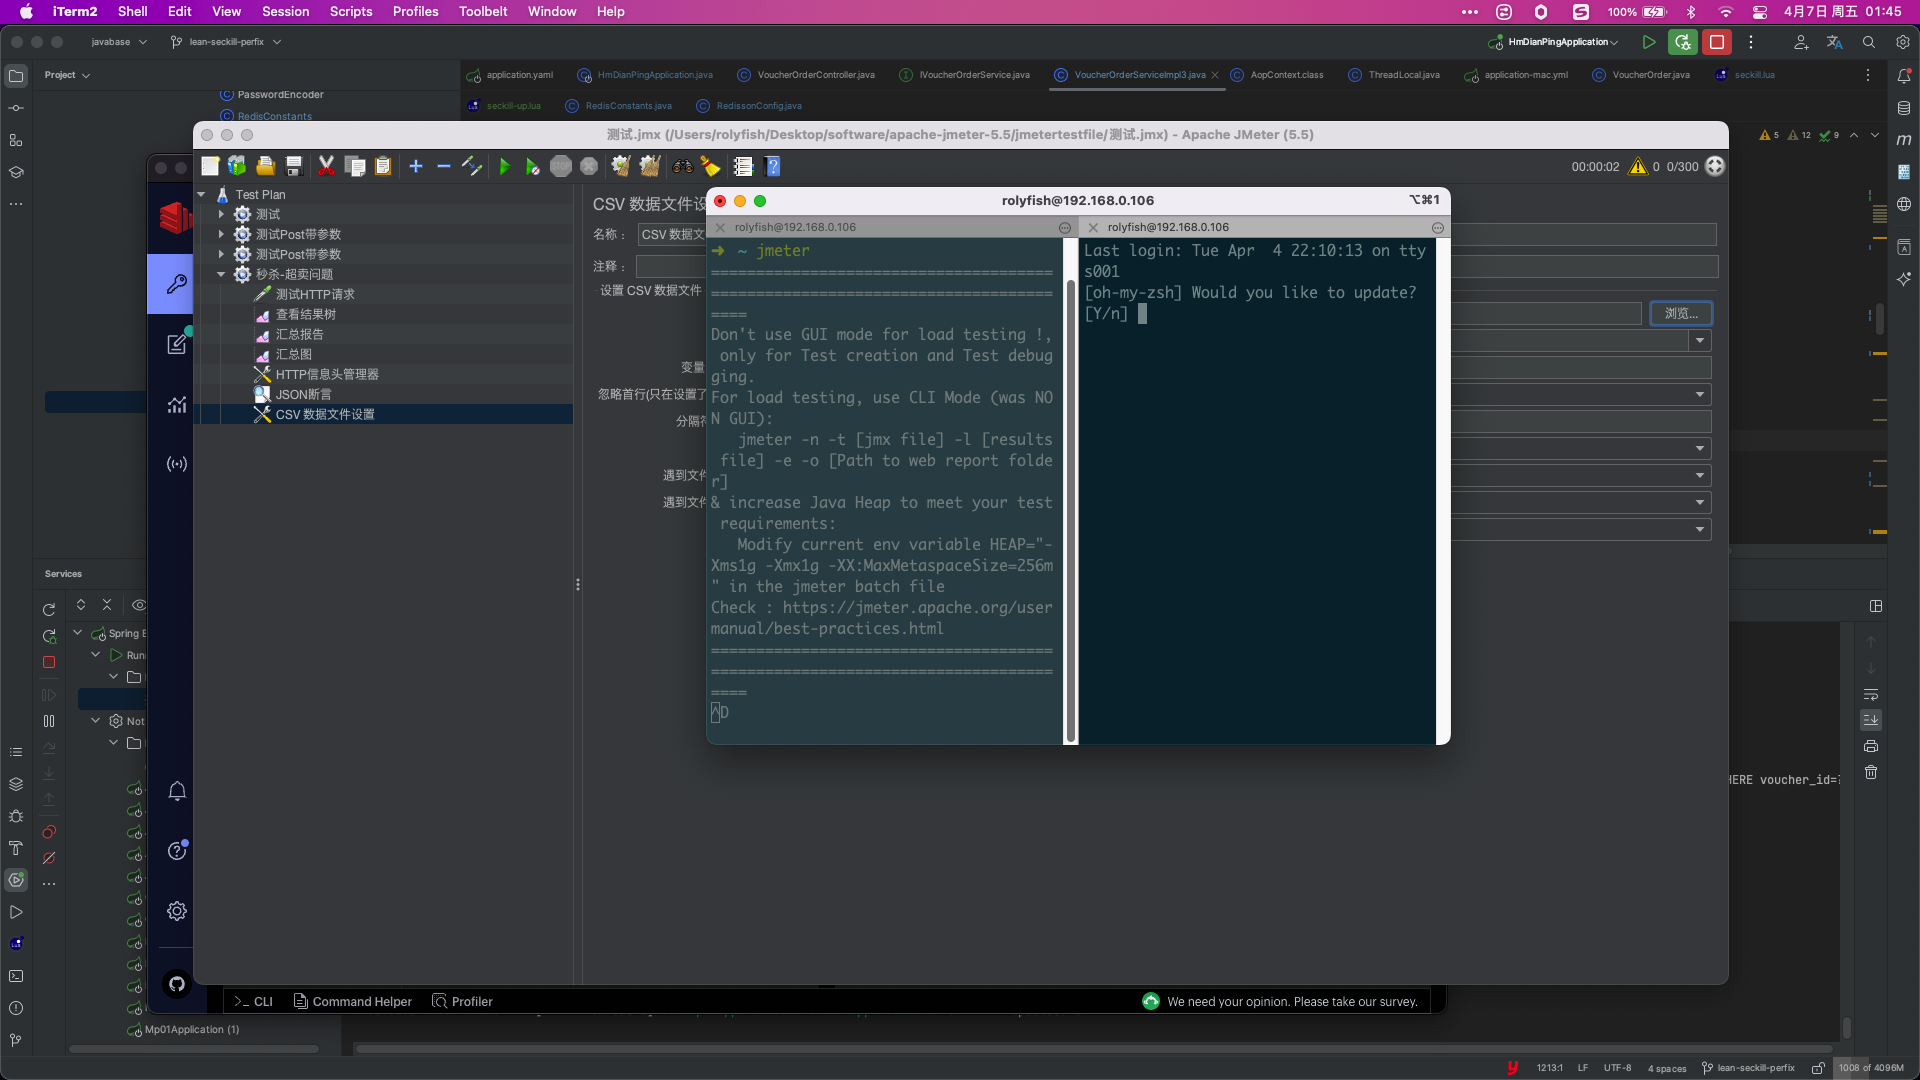 iTerm2 Shell Edit View Session Scripts Profiles Toolbelt Window Help 100% 4月7日 周五 01:45
javabase lean-seckill-perfix HmDianPingApplication
Project
application.yaml HmDianPingApplication.java VoucherOrderController.java IVoucherOrderService.java VoucherOrderServiceImpl3.java AopContext.class ThreadLocal.java application-mac.yml VoucherOrder.java seckill.lua
PasswordEncoder
seckill-up.lua RedisConstants.java RedissonConfig.java
RedisConstants
5 12 9
测试.jmx (/Users/rolyfish/Desktop/software/apache-jmeter-5.5/jmetertestfile/测试.jmx) - Apache JMeter (5.5)
00:00:02 0 0/300
Test Plan
测试
测试Post带参数
测试Post带参数
秒杀-超卖问题
测试HTTP请求
查看结果树
汇总报告
汇总图
HTTP信息头管理器
JSON断言
CSV 数据文件设置
CSV 数据文件设
名称： CSV 数据文
注释：
设置 CSV 数据文件
浏览...
变量
忽略首行(只在设置了
分隔符
遇到文件
遇到文件
rolyfish@192.168.0.106 ⌥⌘1
rolyfish@192.168.0.106
➜ ~ jmeter
======================================
======================================
====
Don't use GUI mode for load testing !,
only for Test creation and Test debug
ging.
For load testing, use CLI Mode (was NO
N GUI):
jmeter -n -t [jmx file] -l [results
file] -e -o [Path to web report folde
r]
& increase Java Heap to meet your test
requirements:
Modify current env variable HEAP="-
Xms1g -Xmx1g -XX:MaxMetaspaceSize=256m
" in the jmeter batch file
Check : https://jmeter.apache.org/user
manual/best-practices.html
======================================
======================================
====
^D
rolyfish@192.168.0.106
Last login: Tue Apr  4 22:10:13 on tty
s001
[oh-my-zsh] Would you like to update?
[Y/n]
Services
Spring
Run
Not
HERE voucher_id=?
Mp01Application (1)
>_ CLI Command Helper Profiler We need your opinion. Please take our survey.
1213:1 LF UTF-8 4 spaces lean-seckill-perfix 1008 of 4096M